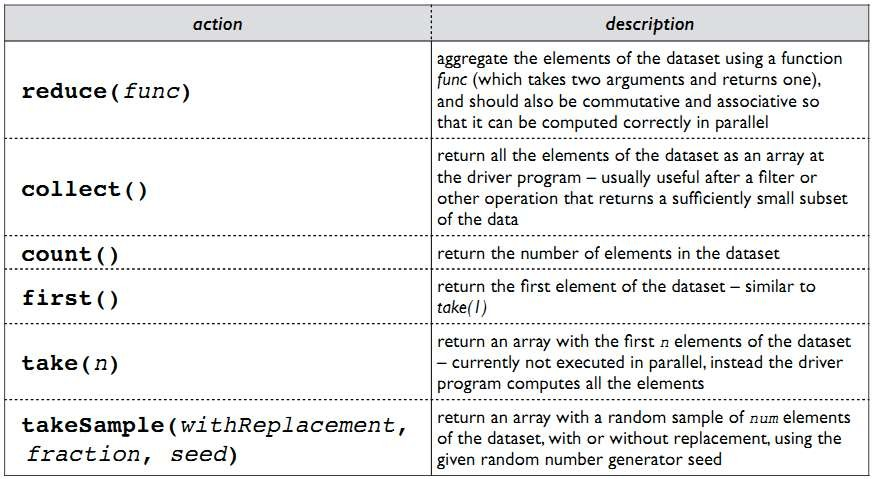 action description
reduce(func)
aggregate the elements of the dataset using a function
func (which takes two arguments and returns one),
and should also be commutative and associative so
that it can be computed correctly in parallel
collect()
return all the elements of the dataset as an array at
the driver program – usually useful after a filter or
other operation that returns a sufficiently small subset
of the data
count()
return the number of elements in the dataset
first()
return the first element of the dataset – similar to
take(1)
take(n)
return an array with the first n elements of the dataset
– currently not executed in parallel, instead the driver
program computes all the elements
takeSample(withReplacement,
fraction, seed)
return an array with a random sample of num elements
of the dataset, with or without replacement, using the
given random number generator seed